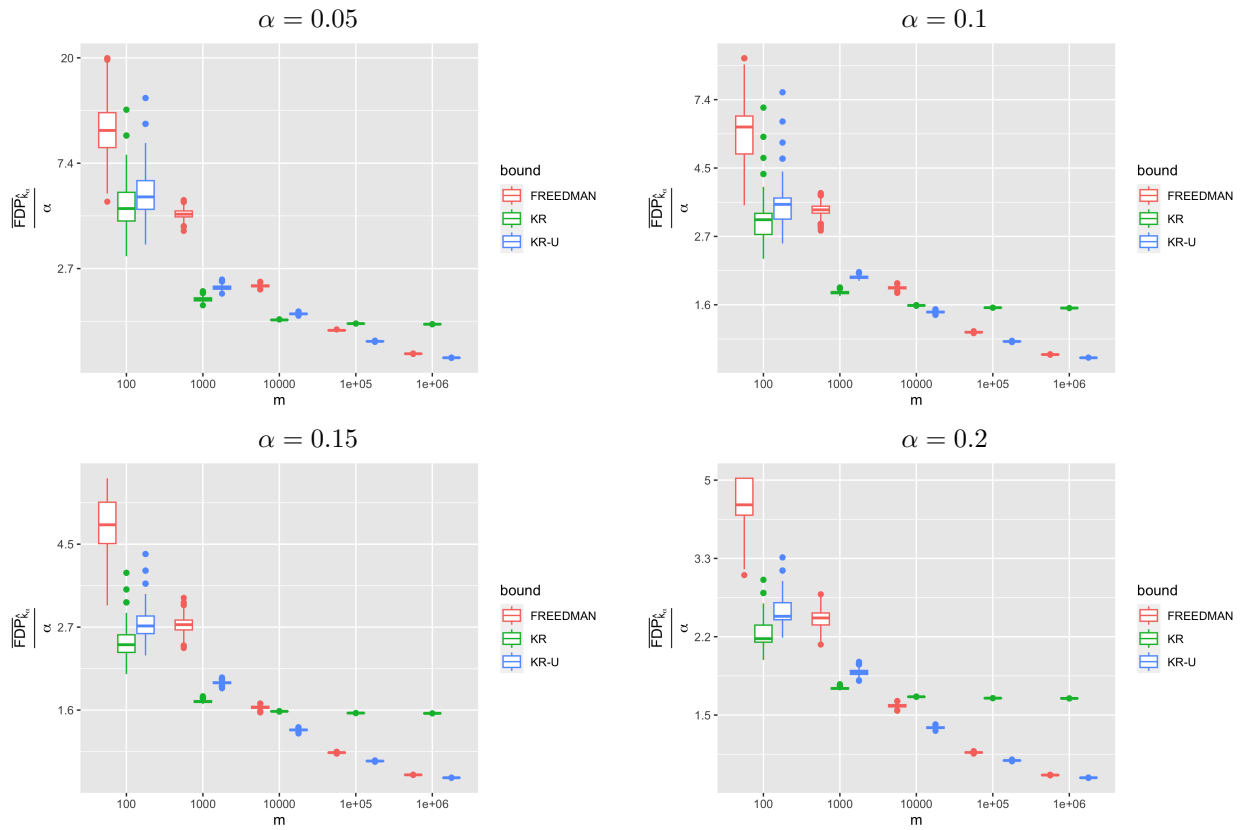 α = 0.05
20
7.4
2.7
100
1000
10000
1e+05
1e+06
m
FDP k̂α
α
bound
FREEDMAN
KR
KR-U
α = 0.1
7.4
4.5
2.7
1.6
100
1000
10000
1e+05
1e+06
m
FDP k̂α
α
bound
FREEDMAN
KR
KR-U
α = 0.15
4.5
2.7
1.6
100
1000
10000
1e+05
1e+06
m
FDP k̂α
α
bound
FREEDMAN
KR
KR-U
α = 0.2
5
3.3
2.2
1.5
100
1000
10000
1e+05
1e+06
m
FDP k̂α
α
bound
FREEDMAN
KR
KR-U